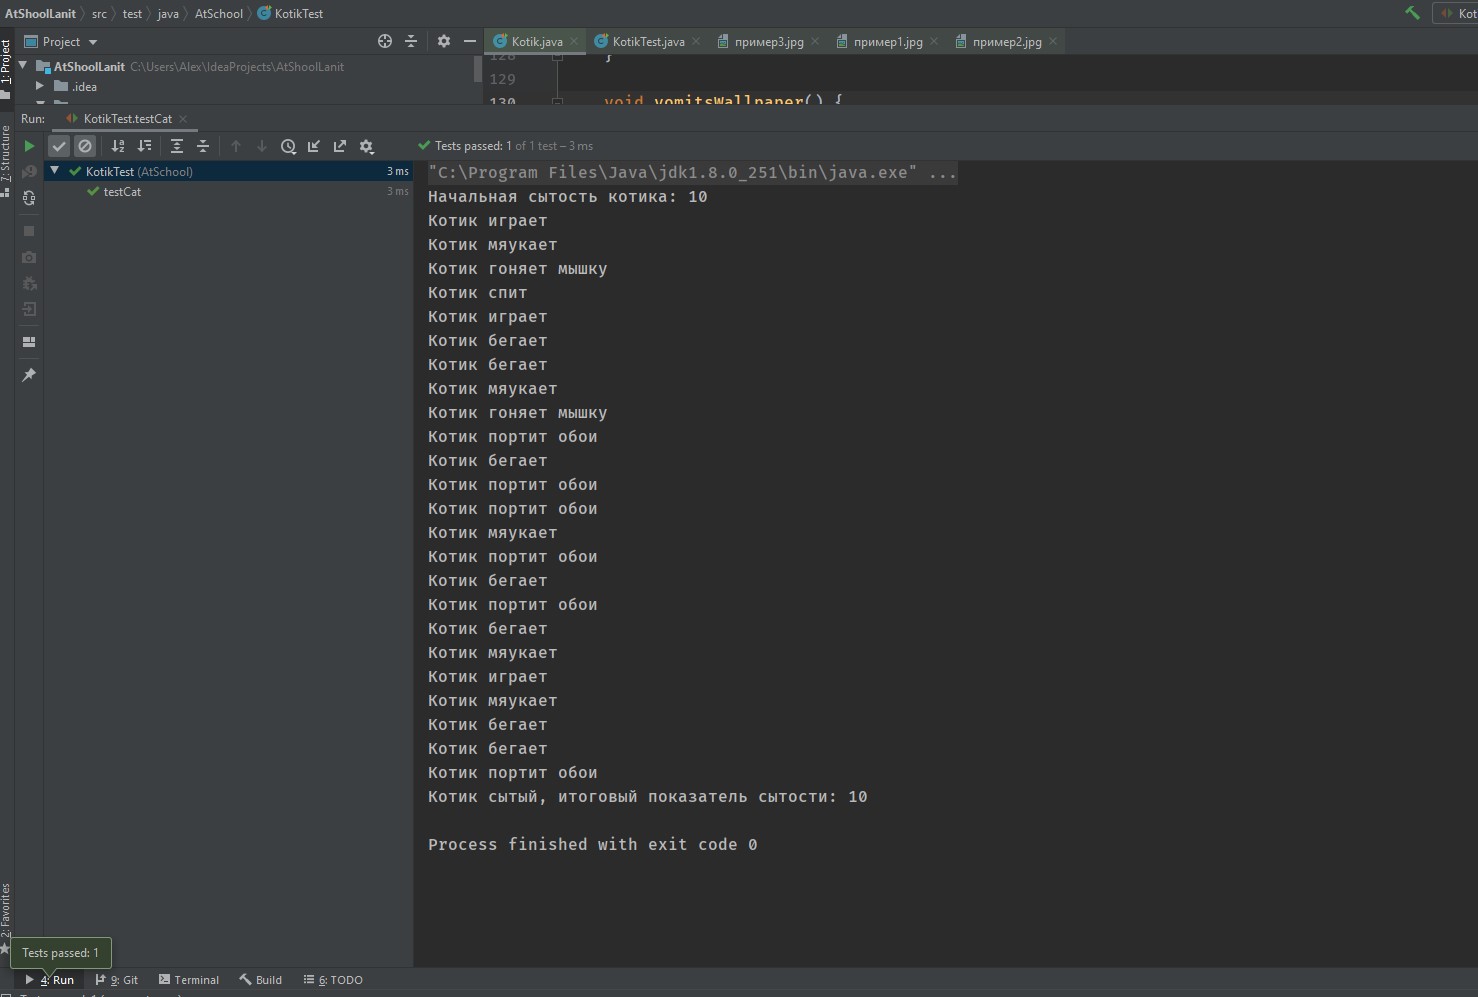 AtShoolLanit src test java AtSchool KotikTest Kot
1: Project
Project Kotik.java KotikTest.java пример3.jpg пример1.jpg пример2.jpg
AtShoolLanit C:\Users\Alex\IdeaProjects\AtShoolLanit
128 }
129
.idea
130 void vomitsWallpaper() {
Run: KotikTest.testCat
7: Structure
Tests passed: 1 of 1 test – 3 ms
KotikTest (AtSchool) 3 ms
testCat 3 ms
"C:\Program Files\Java\jdk1.8.0_251\bin\java.exe" ...
Начальная сытость котика: 10
Котик играет
Котик мяукает
Котик гоняет мышку
Котик спит
Котик играет
Котик бегает
Котик бегает
Котик мяукает
Котик гоняет мышку
Котик портит обои
Котик бегает
Котик портит обои
Котик портит обои
Котик мяукает
Котик портит обои
Котик бегает
Котик портит обои
Котик бегает
Котик мяукает
Котик играет
Котик мяукает
Котик бегает
Котик бегает
Котик портит обои
Котик сытый, итоговый показатель сытости: 10
Process finished with exit code 0
2: Favorites
Tests passed: 1
4: Run 9: Git Terminal Build 6: TODO